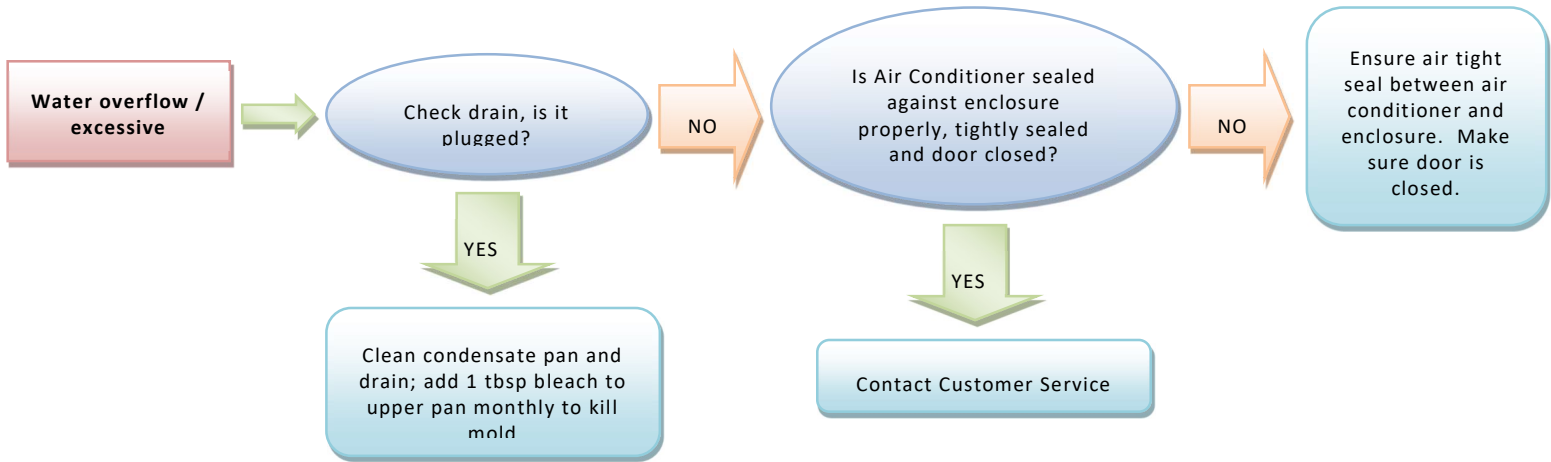 Water overflow /
excessive
Check drain, is it
plugged?
NO
Is Air Conditioner sealed
against enclosure
properly, tightly sealed
and door closed?
NO
Ensure air tight
seal between air
conditioner and
enclosure. Make
sure door is
closed.
YES
YES
Clean condensate pan and
drain; add 1 tbsp bleach to
upper pan monthly to kill
mold
Contact Customer Service